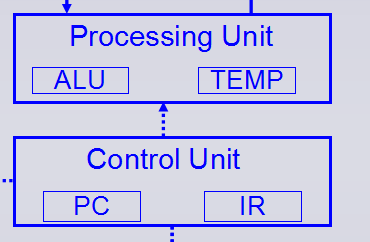 Processing Unit
ALU TEMP
Control Unit
PC IR